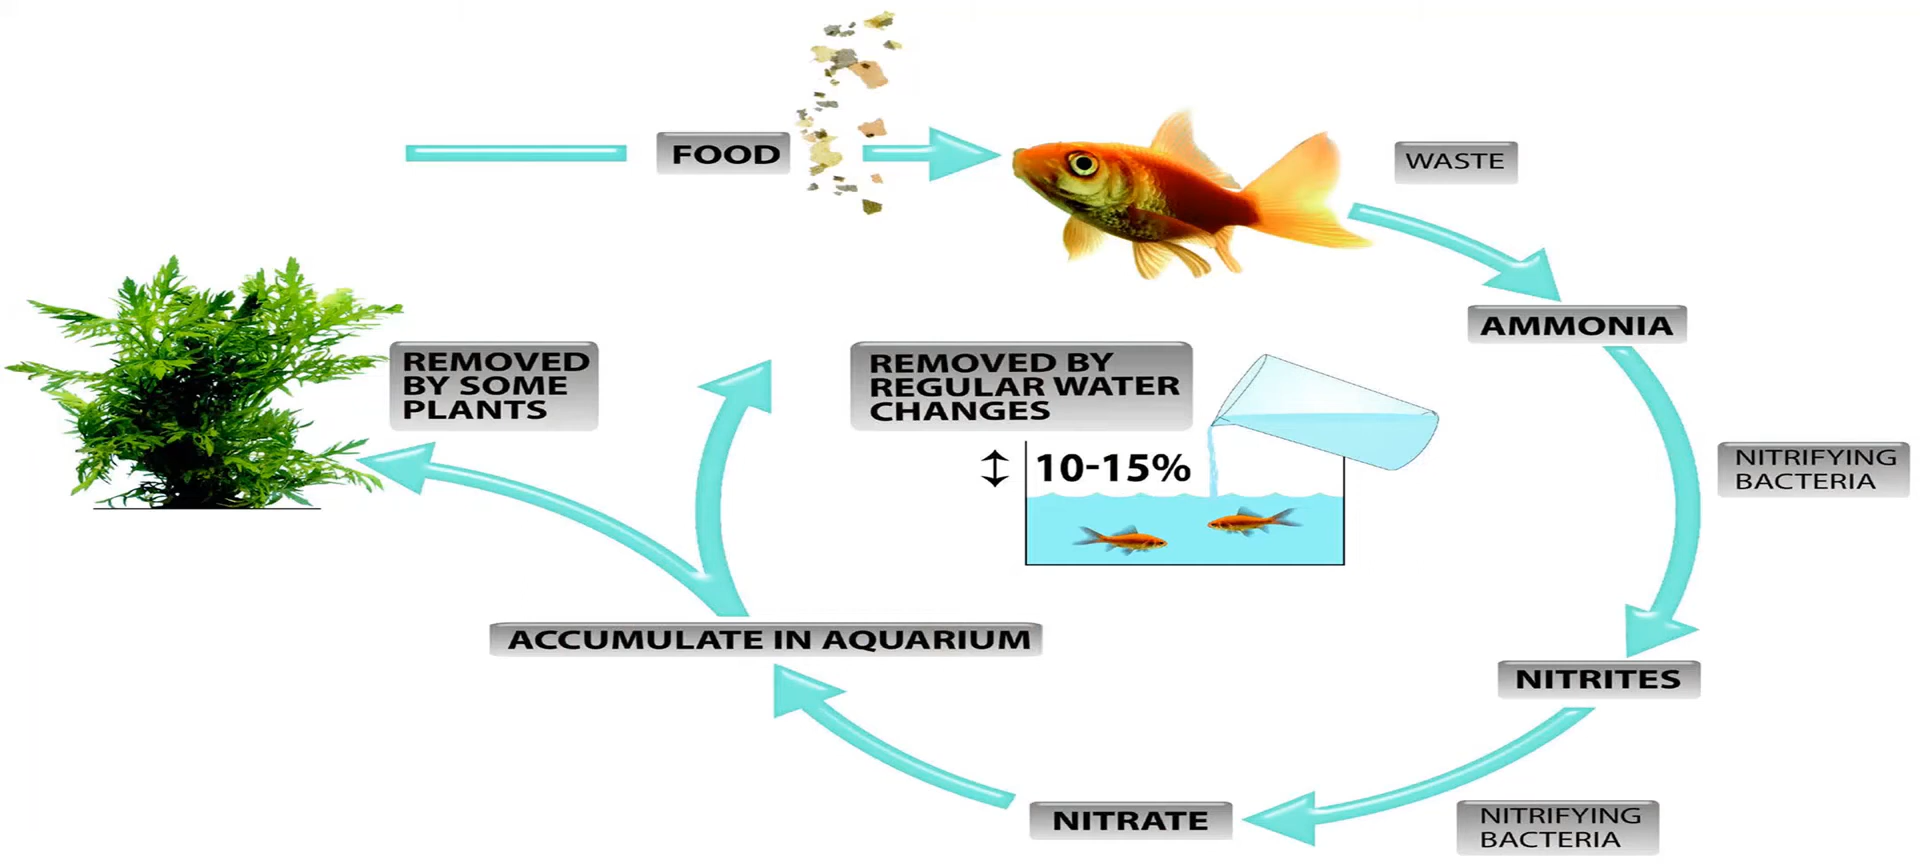 FOOD
WASTE
AMMONIA
REMOVED
BY SOME
PLANTS
REMOVED BY
REGULAR WATER
CHANGES
10-15%
NITRIFYING
BACTERIA
ACCUMULATE IN AQUARIUM
NITRITES
NITRATE
NITRIFYING
BACTERIA